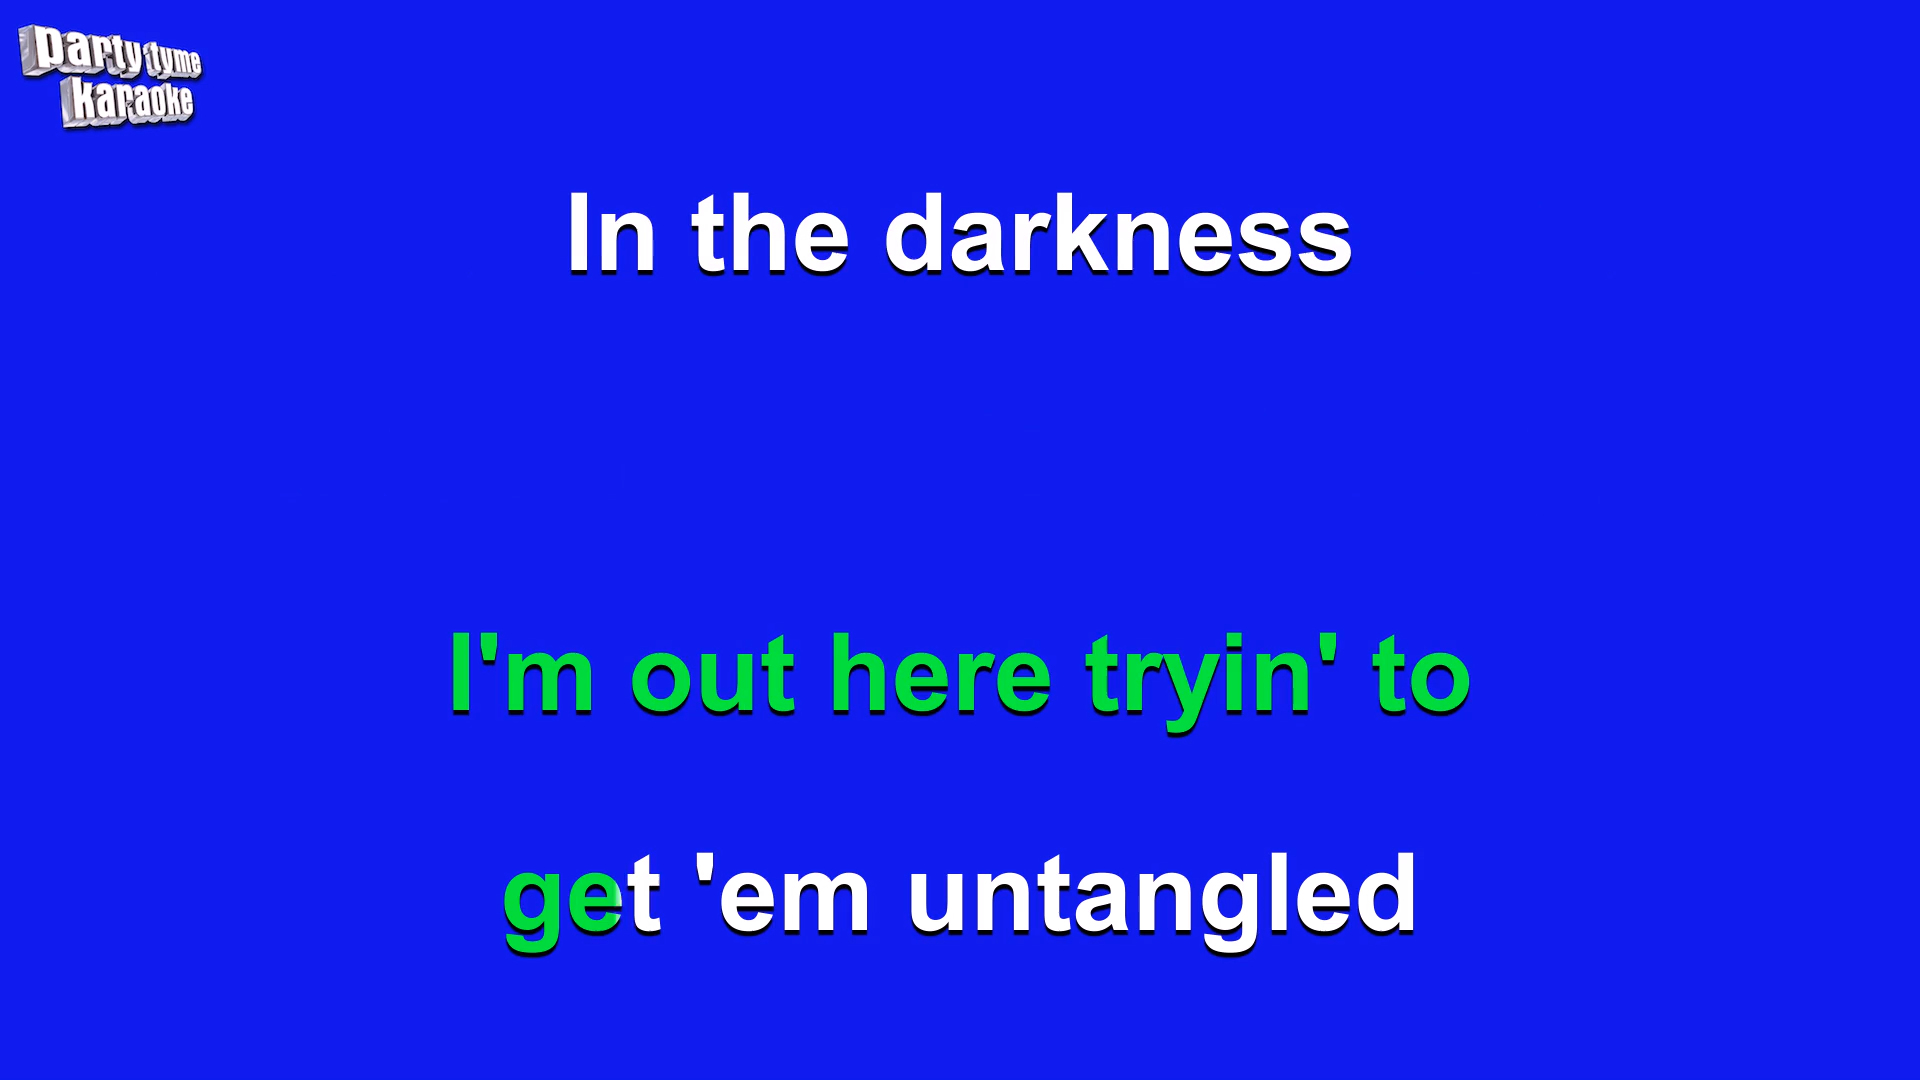 party tyme
karaoke
In the darkness
I'm out here tryin' to
get 'em untangled